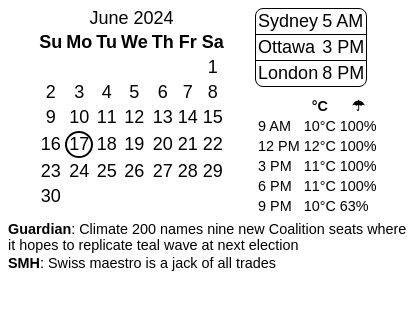 June 2024
Su Mo Tu We Th Fr Sa
1
2 3 4 5 6 7 8
9 10 11 12 13 14 15
16 17 18 19 20 21 22
23 24 25 26 27 28 29
30
Sydney 5 AM
Ottawa 3 PM
London 8 PM
°C ☂
9 AM 10°C 100%
12 PM 12°C 100%
3 PM 11°C 100%
6 PM 11°C 100%
9 PM 10°C 63%
Guardian: Climate 200 names nine new Coalition seats where
it hopes to replicate teal wave at next election
SMH: Swiss maestro is a jack of all trades